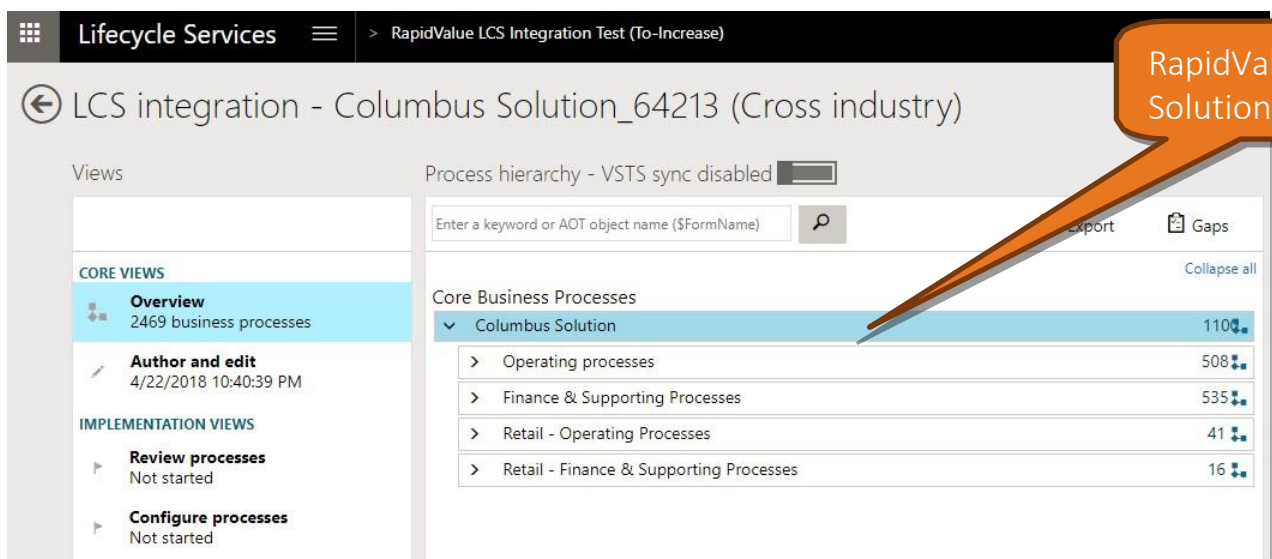 Lifecycle Services
> RapidValue LCS Integration Test (To-Increase)
RapidVal
Solution
LCS integration - Columbus Solution_64213 (Cross industry)
Views
Process hierarchy - VSTS sync disabled
Enter a keyword or AOT object name ($FormName)
Export
Gaps
Collapse all
CORE VIEWS
Overview
2469 business processes
Author and edit
4/22/2018 10:40:39 PM
IMPLEMENTATION VIEWS
Review processes
Not started
Configure processes
Not started
Core Business Processes
Columbus Solution 1100
Operating processes 508
Finance & Supporting Processes 535
Retail - Operating Processes 41
Retail - Finance & Supporting Processes 16